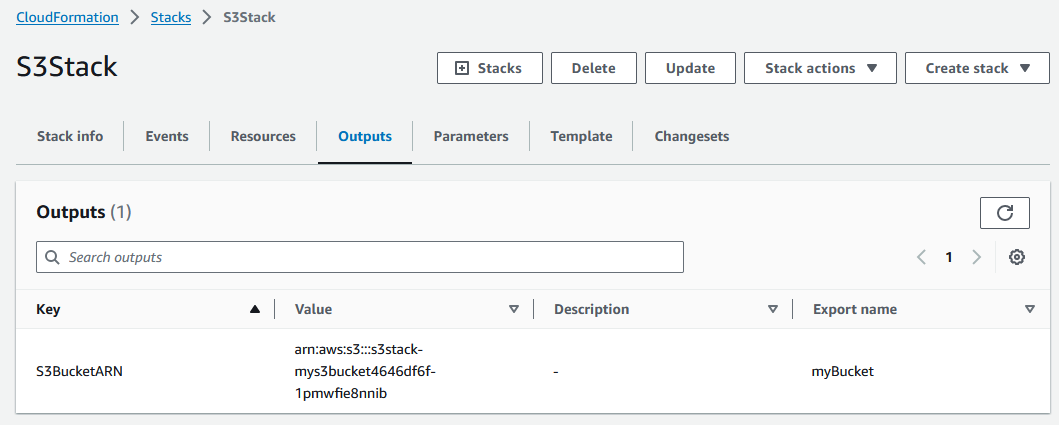 CloudFormation > Stacks > S3Stack
S3Stack
Stacks Delete Update Stack actions Create stack
Stack info Events Resources Outputs Parameters Template Changesets
Outputs (1)
Search outputs
1
Key Value Description Export name
arn:aws:s3:::s3stack-
S3BucketARN mys3bucket4646df6f- - myBucket
1pmwfie8nnib